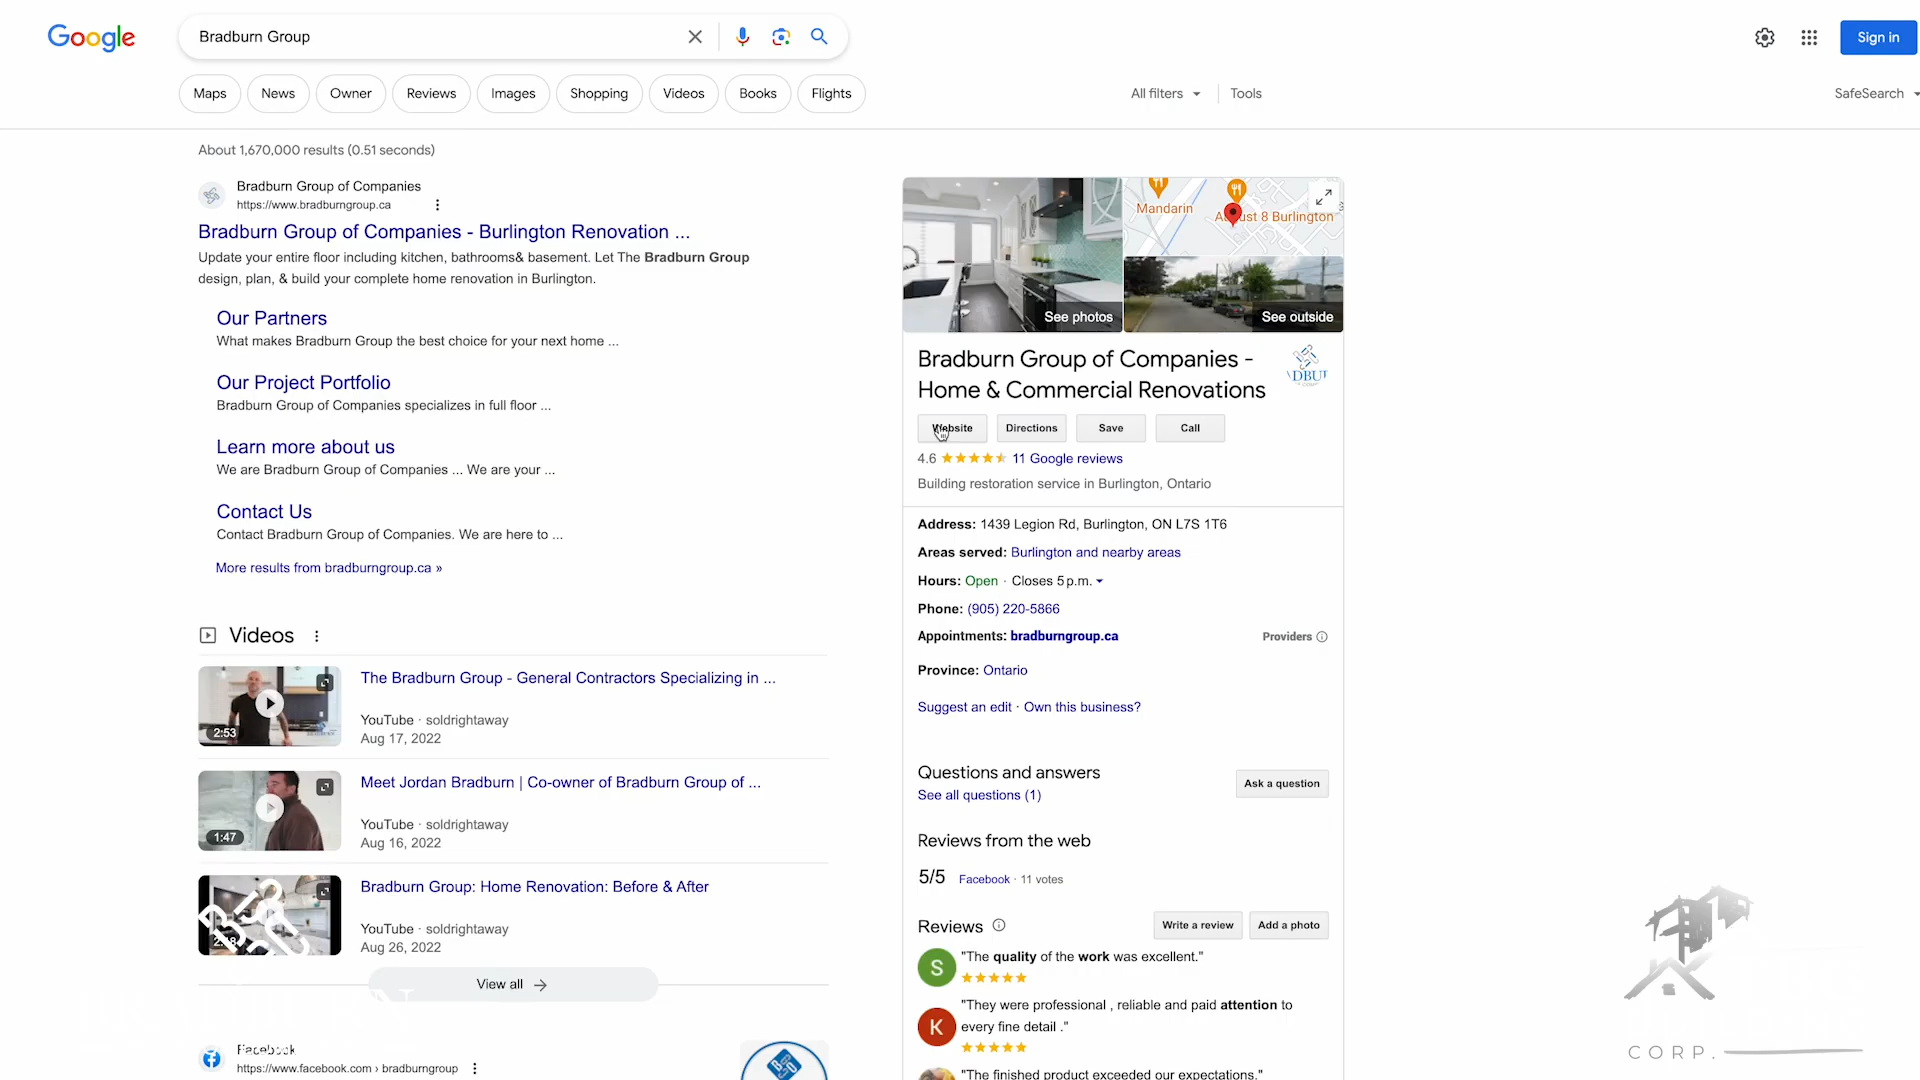 Google
Bradburn Group
Sign in
Maps
News
Owner
Reviews
Images
Shopping
Videos
Books
Flights
All filters
Tools
SafeSearch
About 1,670,000 results (0.51 seconds)
Bradburn Group of Companies
https://www.bradburngroup.ca
Bradburn Group of Companies - Burlington Renovation ...
Update your entire floor including kitchen, bathrooms& basement. Let The Bradburn Group
design, plan, & build your complete home renovation in Burlington.
Our Partners
What makes Bradburn Group the best choice for your next home ...
Our Project Portfolio
Bradburn Group of Companies specializes in full floor ...
Learn more about us
We are Bradburn Group of Companies ... We are your ...
Contact Us
Contact Bradburn Group of Companies. We are here to ...
More results from bradburngroup.ca »
Videos
2:53
The Bradburn Group - General Contractors Specializing in ...
YouTube · soldrightaway
Aug 17, 2022
1:47
Meet Jordan Bradburn | Co-owner of Bradburn Group of ...
YouTube · soldrightaway
Aug 16, 2022
Bradburn Group: Home Renovation: Before & After
YouTube · soldrightaway
Aug 26, 2022
View all
Facebook
https://www.facebook.com › bradburngroup
Mandarin
August 8 Burlington
See photos
See outside
Bradburn Group of Companies -
Home & Commercial Renovations
Website
Directions
Save
Call
4.6
11 Google reviews
Building restoration service in Burlington, Ontario
Address: 1439 Legion Rd, Burlington, ON L7S 1T6
Areas served: Burlington and nearby areas
Hours: Open · Closes 5 p.m.
Phone: (905) 220-5866
Appointments: bradburngroup.ca
Providers
Province: Ontario
Suggest an edit · Own this business?
Questions and answers
See all questions (1)
Ask a question
Reviews from the web
5/5 Facebook · 11 votes
Reviews
Write a review
Add a photo
S
"The quality of the work was excellent."
K
"They were professional , reliable and paid attention to
every fine detail ."
"The finished product exceeded our expectations."
CORP.